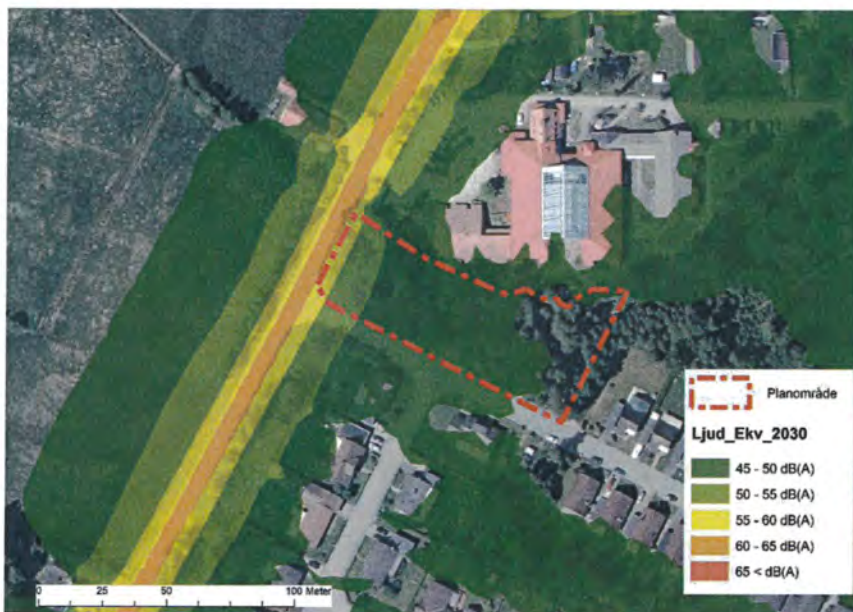 Planområde
Ljud_Ekv_2030
45 - 50 dB(A)
50 - 55 dB(A)
55 - 60 dB(A)
60 - 65 dB(A)
65 < dB(A)
0 25 50 100 Meter